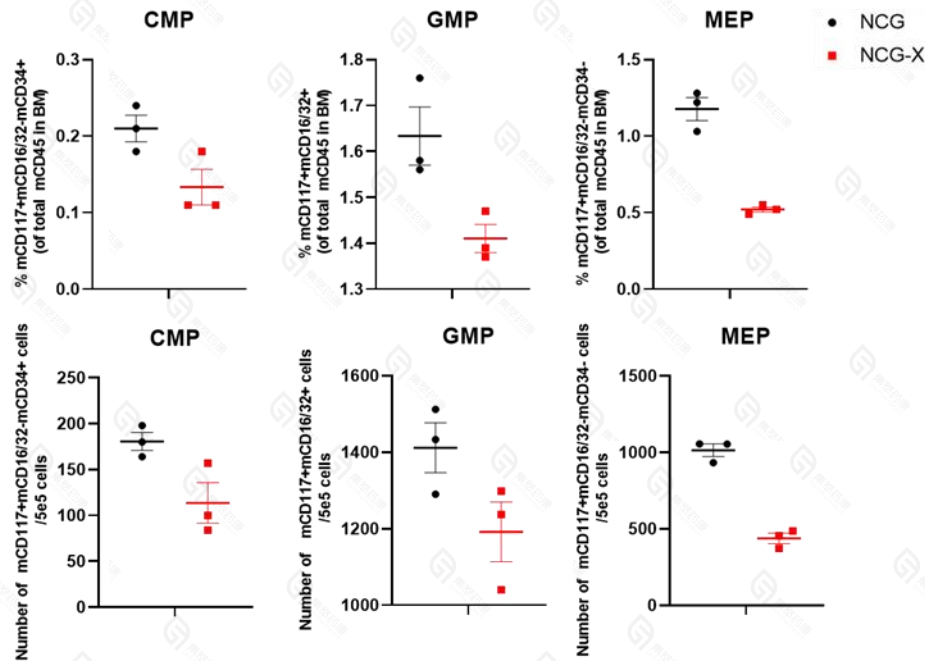 CMP
GMP
MEP
NCG
NCG-X
% mCD117+mCD16/32-mCD34+
(of total mCD45 in BM)
0.3
0.2
0.1
0.0
% mCD117+mCD16/32+
(of total mCD45 in BM)
1.8
1.7
1.6
1.5
1.4
1.3
% mCD117+mCD16/32-mCD34-
(of total mCD45 in BM)
1.5
1.0
0.5
0.0
CMP
GMP
MEP
Number of mCD117+mCD16/32-mCD34+ cells
/5e5 cells
250
200
150
100
50
0
Number of mCD117+mCD16/32+ cells
/5e5 cells
1600
1400
1200
1000
Number of mCD117+mCD16/32-mCD34- cells
/5e5 cells
1500
1000
500
0